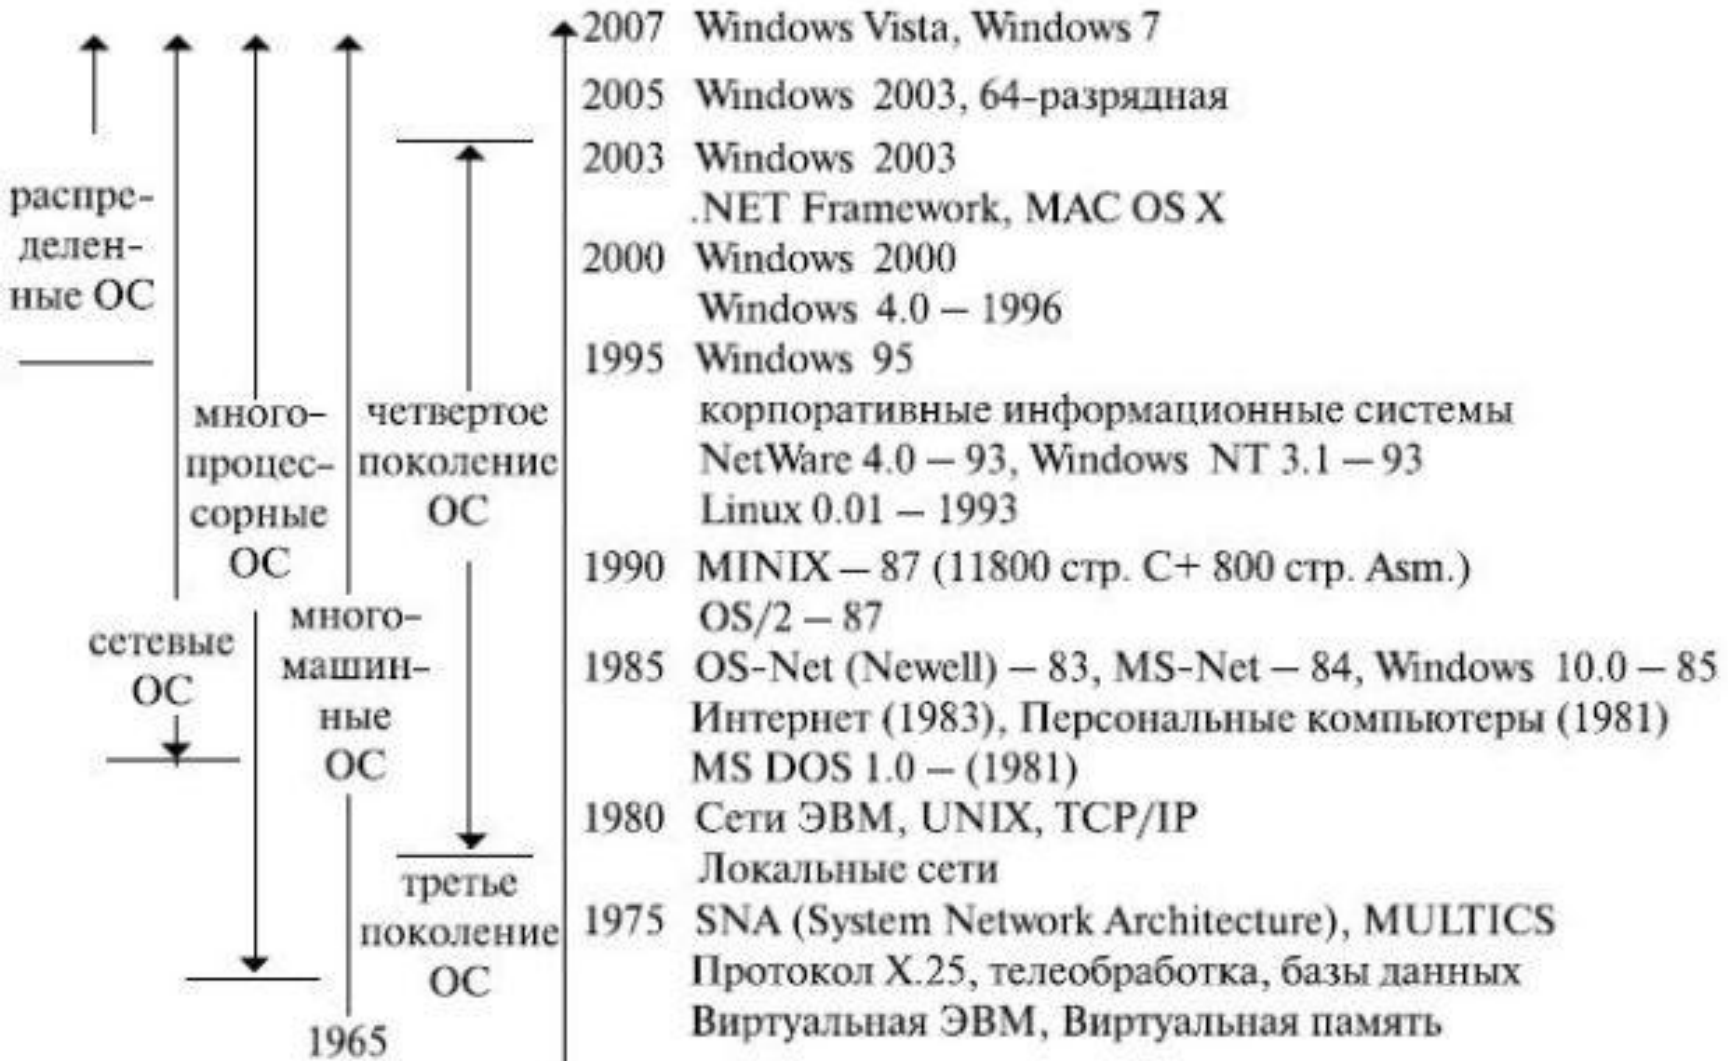 2007 Windows Vista, Windows 7
2005 Windows 2003, 64-разрядная
2003 Windows 2003
.NET Framework, MAC OS X
2000 Windows 2000
Windows 4.0 – 1996
1995 Windows 95
корпоративные информационные системы
NetWare 4.0 – 93, Windows NT 3.1 – 93
Linux 0.01 – 1993
1990 MINIX – 87 (11800 стр. C+ 800 стр. Asm.)
OS/2 – 87
1985 OS-Net (Newell) – 83, MS-Net – 84, Windows 10.0 – 85
Интернет (1983), Персональные компьютеры (1981)
MS DOS 1.0 – (1981)
1980 Сети ЭВМ, UNIX, TCP/IP
Локальные сети
1975 SNA (System Network Architecture), MULTICS
Протокол X.25, телеобработка, базы данных
Виртуальная ЭВМ, Виртуальная память
распре-
делен-
ные ОС
сетевые
ОС
много-
процес-
сорные
ОС
много-
машин-
ные
ОС
1965
четвертое
поколение
ОС
третье
поколение
ОС